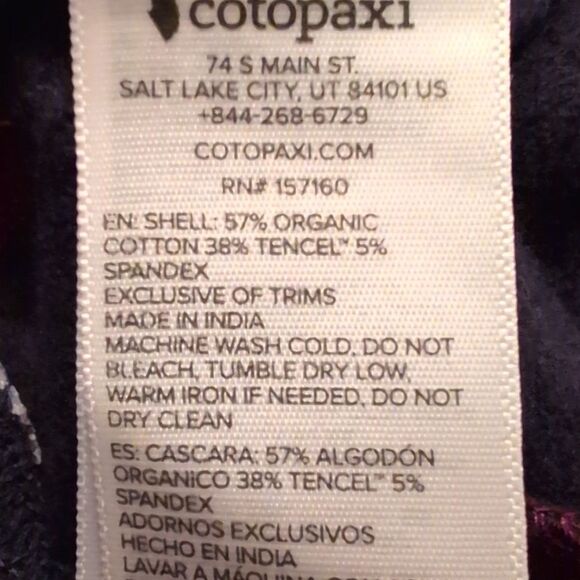 cotopaxi
74 S MAIN ST.
SALT LAKE CITY, UT 84101 US
+844-268-6729
COTOPAXI.COM
RN# 157160
EN: SHELL: 57% ORGANIC
COTTON 38% TENCEL™ 5%
SPANDEX
EXCLUSIVE OF TRIMS
MADE IN INDIA
MACHINE WASH COLD, DO NOT
BLEACH, TUMBLE DRY LOW,
WARM IRON IF NEEDED, DO NOT
DRY CLEAN
ES: CASCARA: 57% ALGODÓN
ORGANICO 38% TENCEL™ 5%
SPANDEX
ADORNOS EXCLUSIVOS
HECHO EN INDIA
LAVAR A MÁQUINA